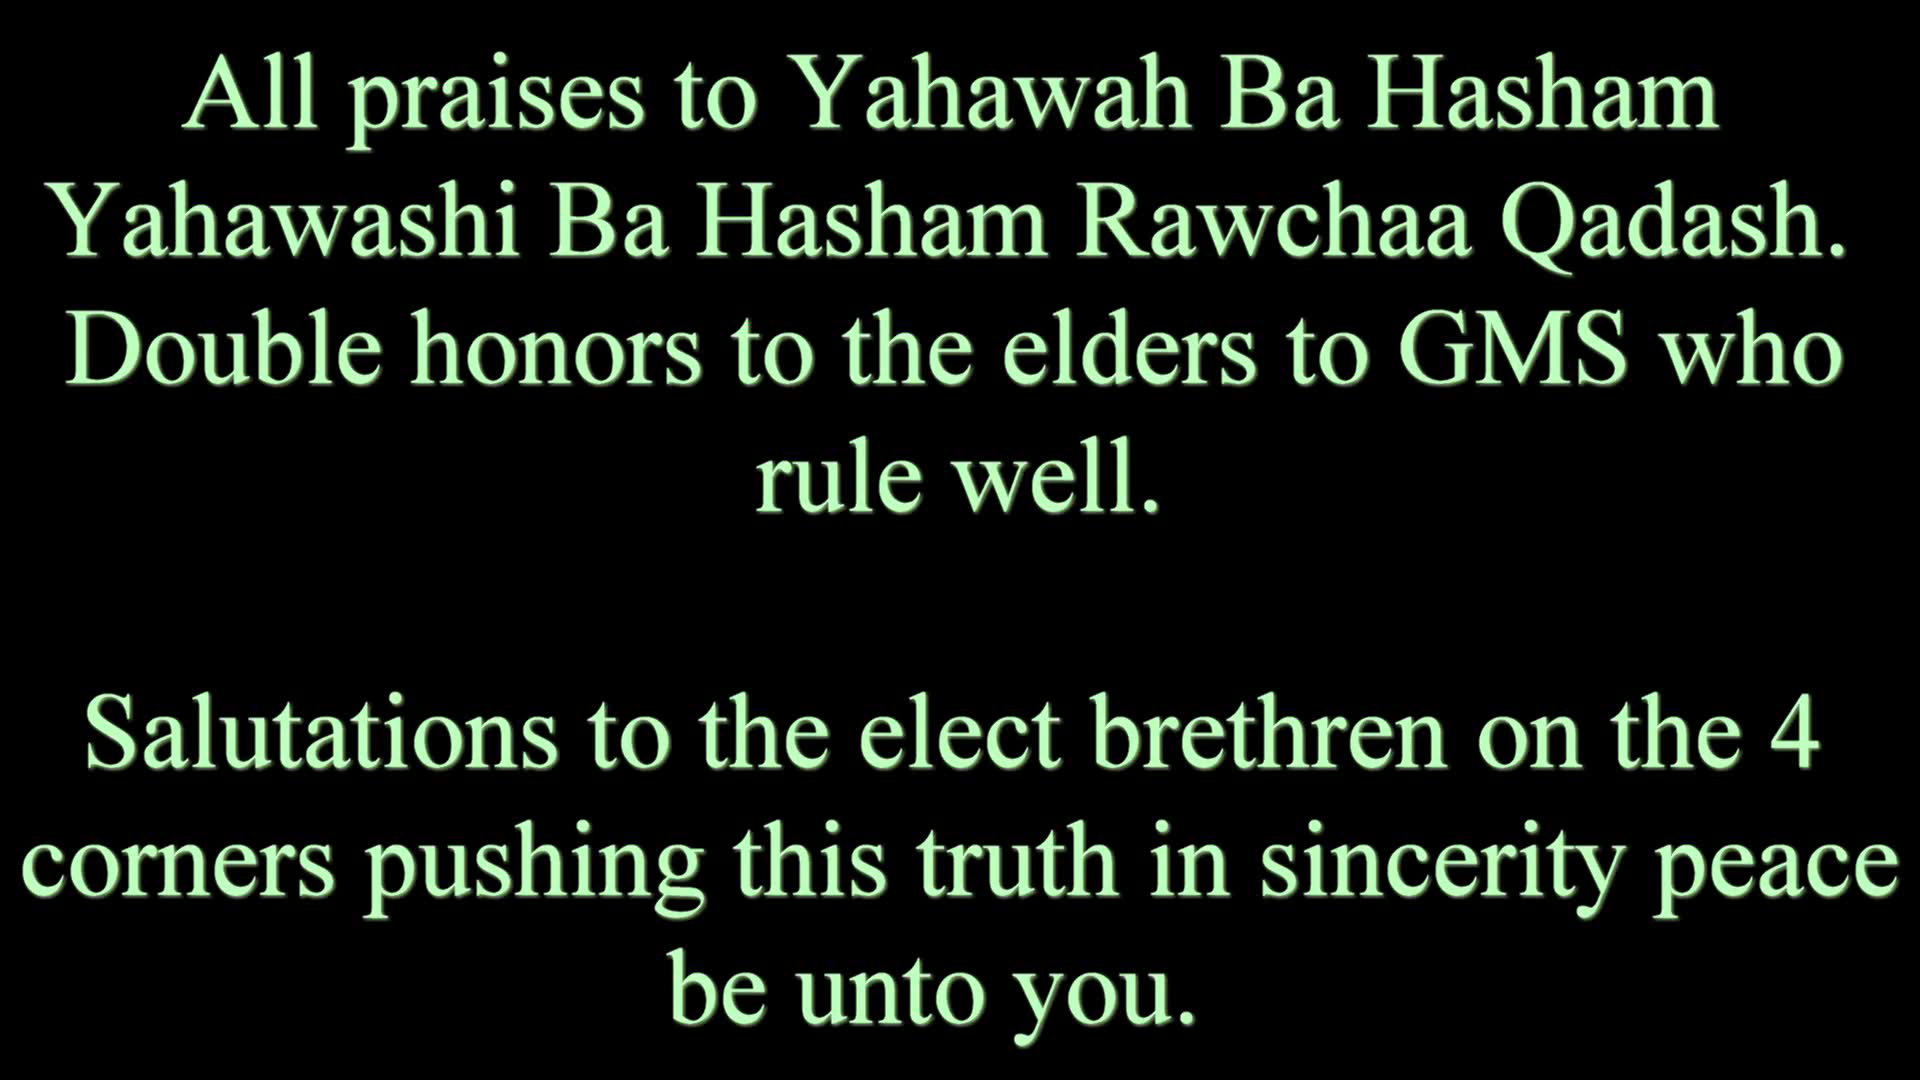 All praises to Yahawah Ba Hasham
Yahawashi Ba Hasham Rawchaa Qadash.
Double honors to the elders to GMS who
rule well.
Salutations to the elect brethren on the 4
corners pushing this truth in sincerity peace
be unto you.